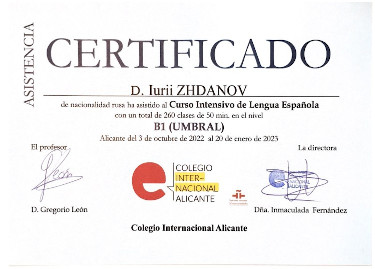 ASISTENCIA
CERTIFICADO
D. Iurii ZHDANOV
de nacionalidad rusa ha asistido al Curso Intensivo de Lengua Española
con un total de 260 clases de 50 min. en el nivel
B1 (UMBRAL)
Alicante del 3 de octubre de 2022 al 20 de enero de 2023
El profesor
La directora
e
COLEGIO
INTER-
NACIONAL
ALICANTE
D. Gregorio León
Dña. Inmaculada Fernández
Colegio Internacional Alicante